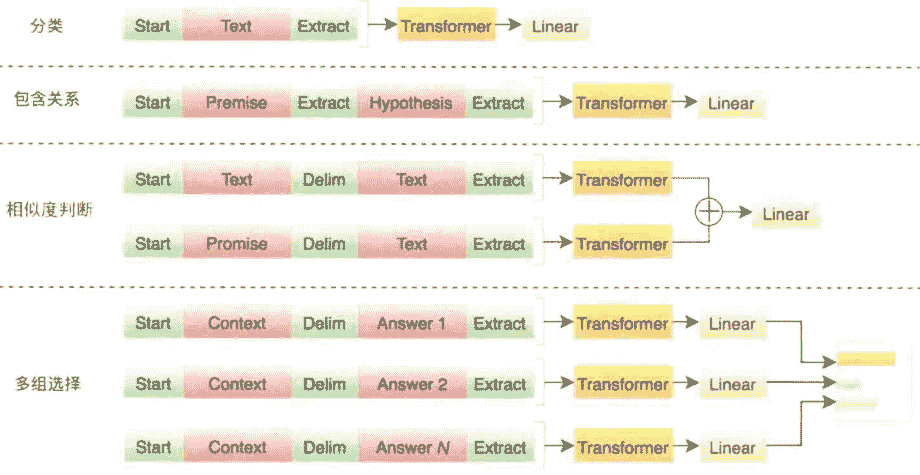 分类 Start Text Extract Transformer Linear
包含关系 Start Premise Extract Hypothesis Extract Transformer Linear
Start Text Delim Text Extract Transformer
相似度判断 Linear
Start Promise Delim Text Extract Transformer
Start Context Delim Answer 1 Extract Transformer Linear
多组选择 Start Context Delim Answer 2 Extract Transformer Linear
Start Context Delim Answer N Extract Transformer Linear